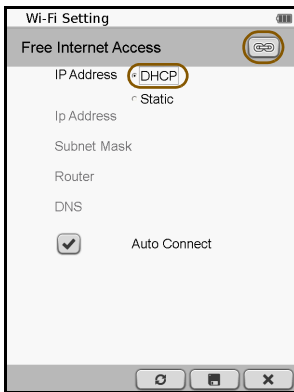 Wi-Fi Setting
Free Internet Access
IP Address DHCP
Static
Ip Address
Subnet Mask
Router
DNS
Auto Connect